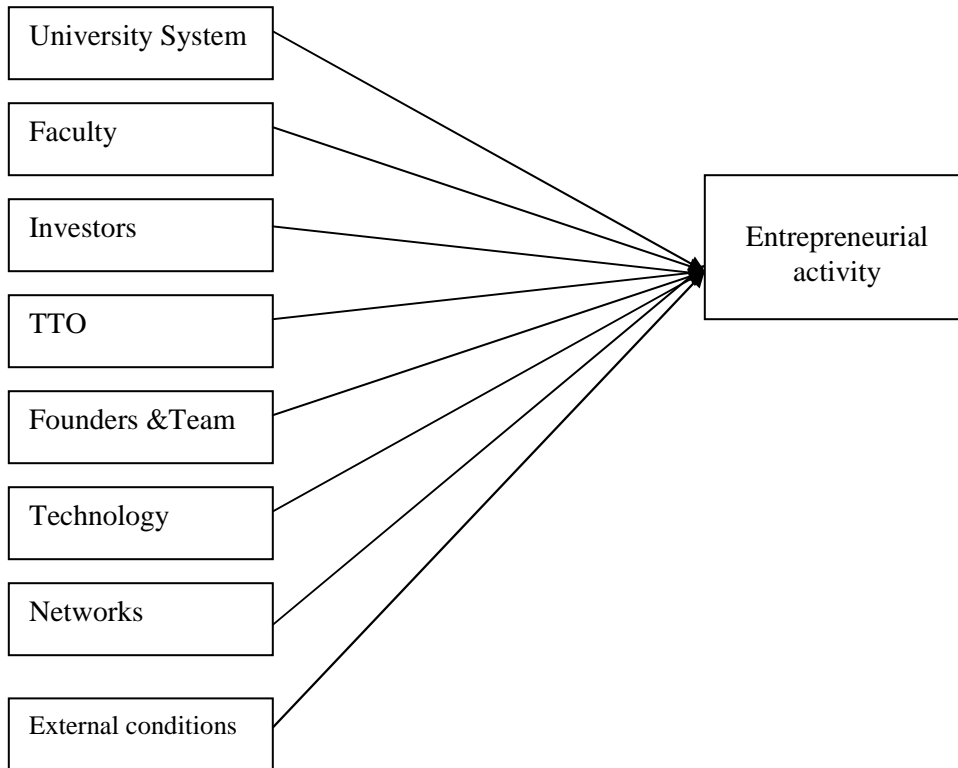 University System
Faculty
Investors
TTO
Founders &Team
Technology
Networks
External conditions
Entrepreneurial
activity